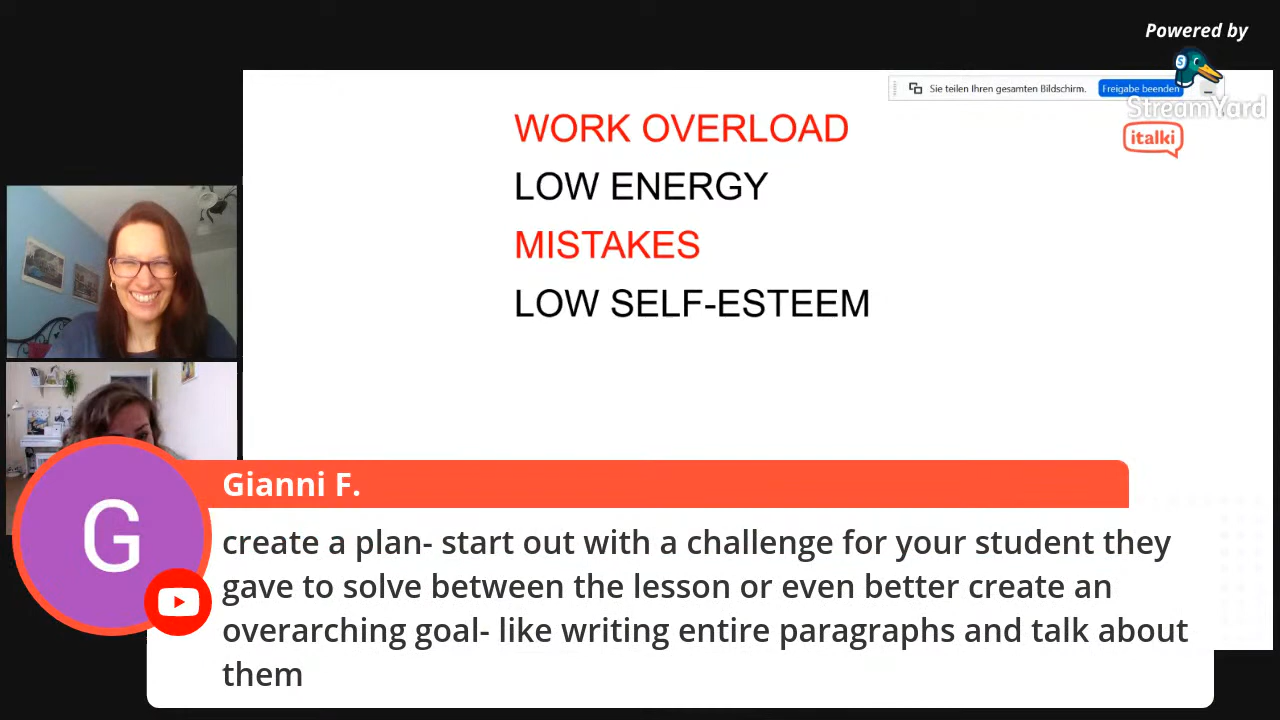 Powered by
S
StreamYard
Sie teilen Ihren gesamten Bildschirm.
Freigabe beenden
italki
WORK OVERLOAD
LOW ENERGY
MISTAKES
LOW SELF-ESTEEM
G
Gianni F.
create a plan- start out with a challenge for your student they
gave to solve between the lesson or even better create an
overarching goal- like writing entire paragraphs and talk about
them